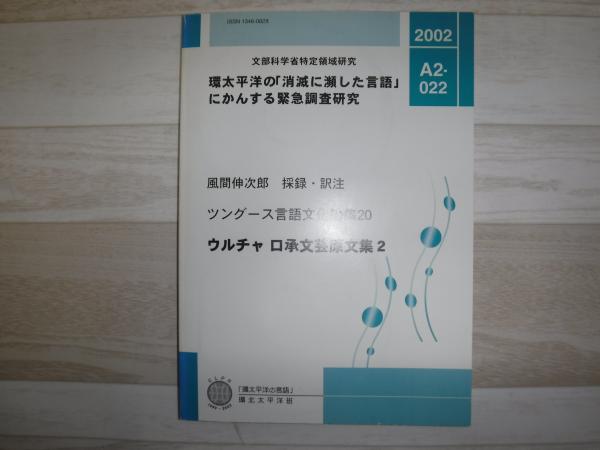 ISSN 1346-082X
2002
A2-
022
文部科学省特定領域研究
環太平洋の「消滅に瀕した言語」
にかんする緊急調査研究
風間伸次郎 採録・訳注
ツングース言語文化論集20
ウルチャ口承文芸原文集2
「環太平洋の言語」
環北太平洋班